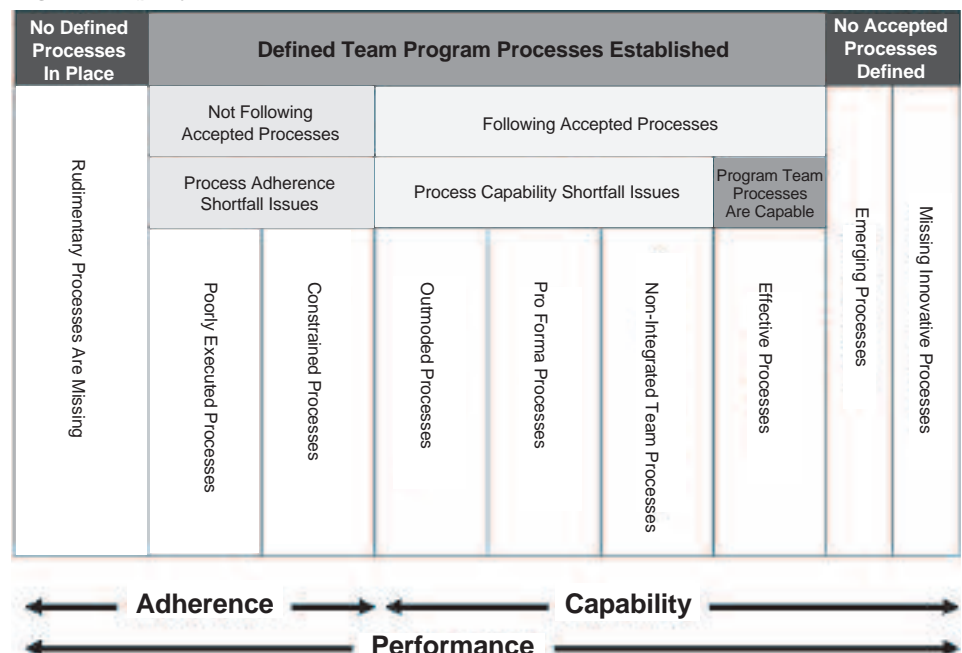 No Defined
Processes
In Place
Defined Team Program Processes Established
No Accepted
Processes
Defined
Not Following
Accepted Processes
Following Accepted Processes
Process Adherence
Shortfall Issues
Process Capability Shortfall Issues
Program Team
Processes
Are Capable
Rudimentary Processes Are Missing
Poorly Executed Processes
Constrained Processes
Outmoded Processes
Pro Forma Processes
Non-Integrated Team Processes
Effective Processes
Emerging Processes
Missing Innovative Processes
Adherence
Capability
Performance